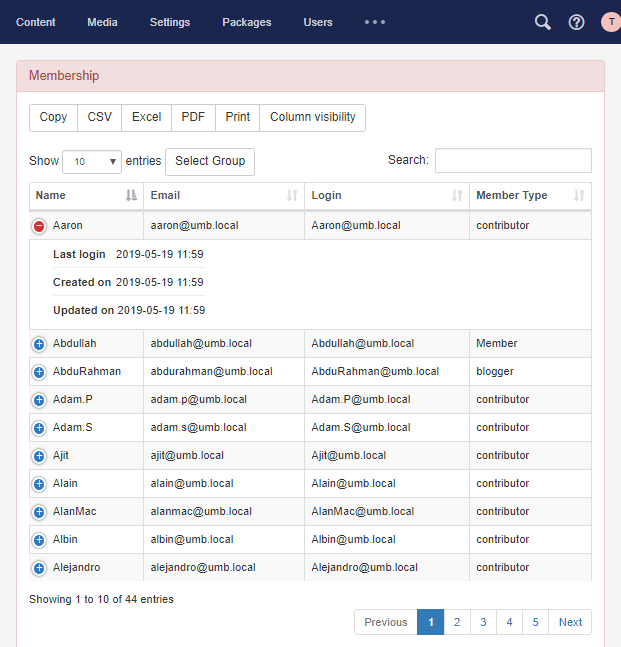 Content Media Settings Packages Users T
Membership
Copy CSV Excel PDF Print Column visibility
Show 10 entries Select Group Search:
Name Email Login Member Type
Aaron aaron@umb.local Aaron@umb.local contributor
Last login 2019-05-19 11:59
Created on 2019-05-19 11:59
Updated on 2019-05-19 11:59
Abdullah abdullah@umb.local Abdullah@umb.local Member
AbduRahman abdurahman@umb.local AbduRahman@umb.local blogger
Adam.P adam.p@umb.local Adam.P@umb.local contributor
Adam.S adam.s@umb.local Adam.S@umb.local contributor
Ajit ajit@umb.local Ajit@umb.local contributor
Alain alain@umb.local Alain@umb.local contributor
AlanMac alanmac@umb.local AlanMac@umb.local contributor
Albin albin@umb.local Albin@umb.local contributor
Alejandro alejandro@umb.local Alejandro@umb.local contributor
Showing 1 to 10 of 44 entries
Previous 1 2 3 4 5 Next